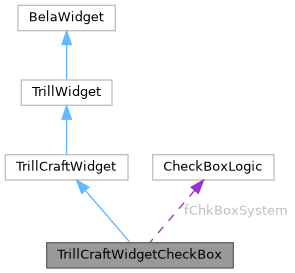 BelaWidget
TrillWidget
TrillCraftWidget
CheckBoxLogic
fChkBoxSystem
TrillCraftWidgetCheckBox